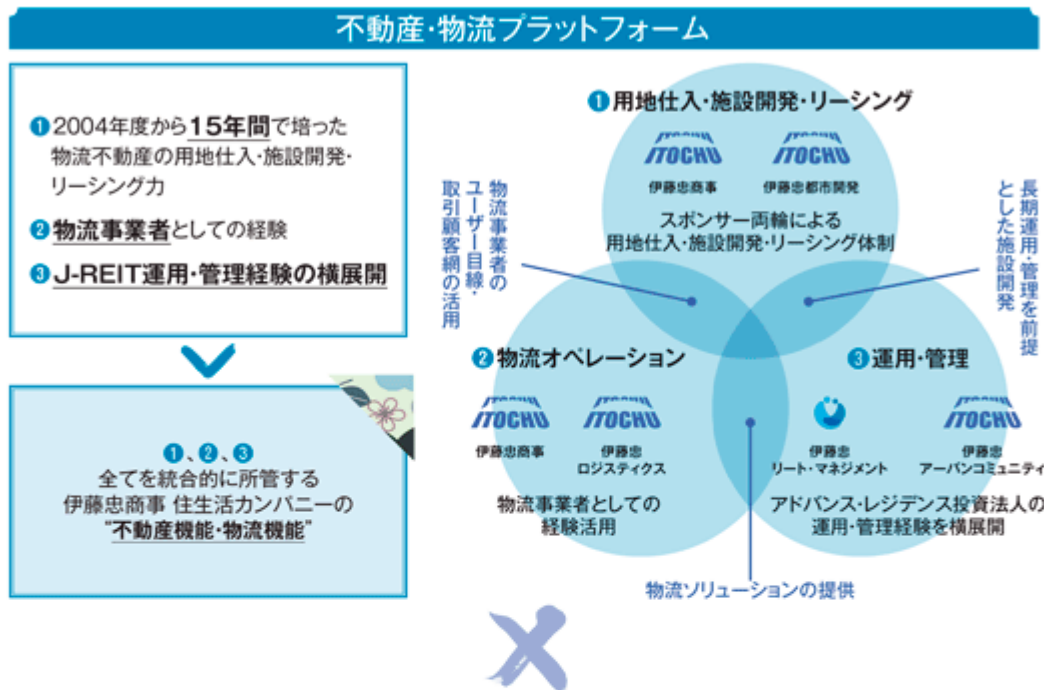 不動産・物流プラットフォーム
❶2004年度から15年間で培った
物流不動産の用地仕入・施設開発・
リーシング力
❷物流事業者としての経験
❸J-REIT運用・管理経験の横展開
❶、❷、❸
全てを統合的に所管する
伊藤忠商事 住生活カンパニーの
"不動産機能・物流機能"
❶用地仕入・施設開発・リーシング
ITOCHU
伊藤忠商事
ITOCHU
伊藤忠都市開発
スポンサー両輪による
用地仕入・施設開発・リーシング体制
物流事業者の
ユーザー目線・
取引顧客網の活用
長期運用・管理を前提
とした施設開発
❷物流オペレーション
ITOCHU
伊藤忠商事
ITOCHU
伊藤忠
ロジスティクス
物流事業者としての
経験活用
❸運用・管理
伊藤忠
リート・マネジメント
ITOCHU
伊藤忠
アーバンコミュニティ
アドバンス・レジデンス投資法人の
運用・管理経験を横展開
物流ソリューションの提供